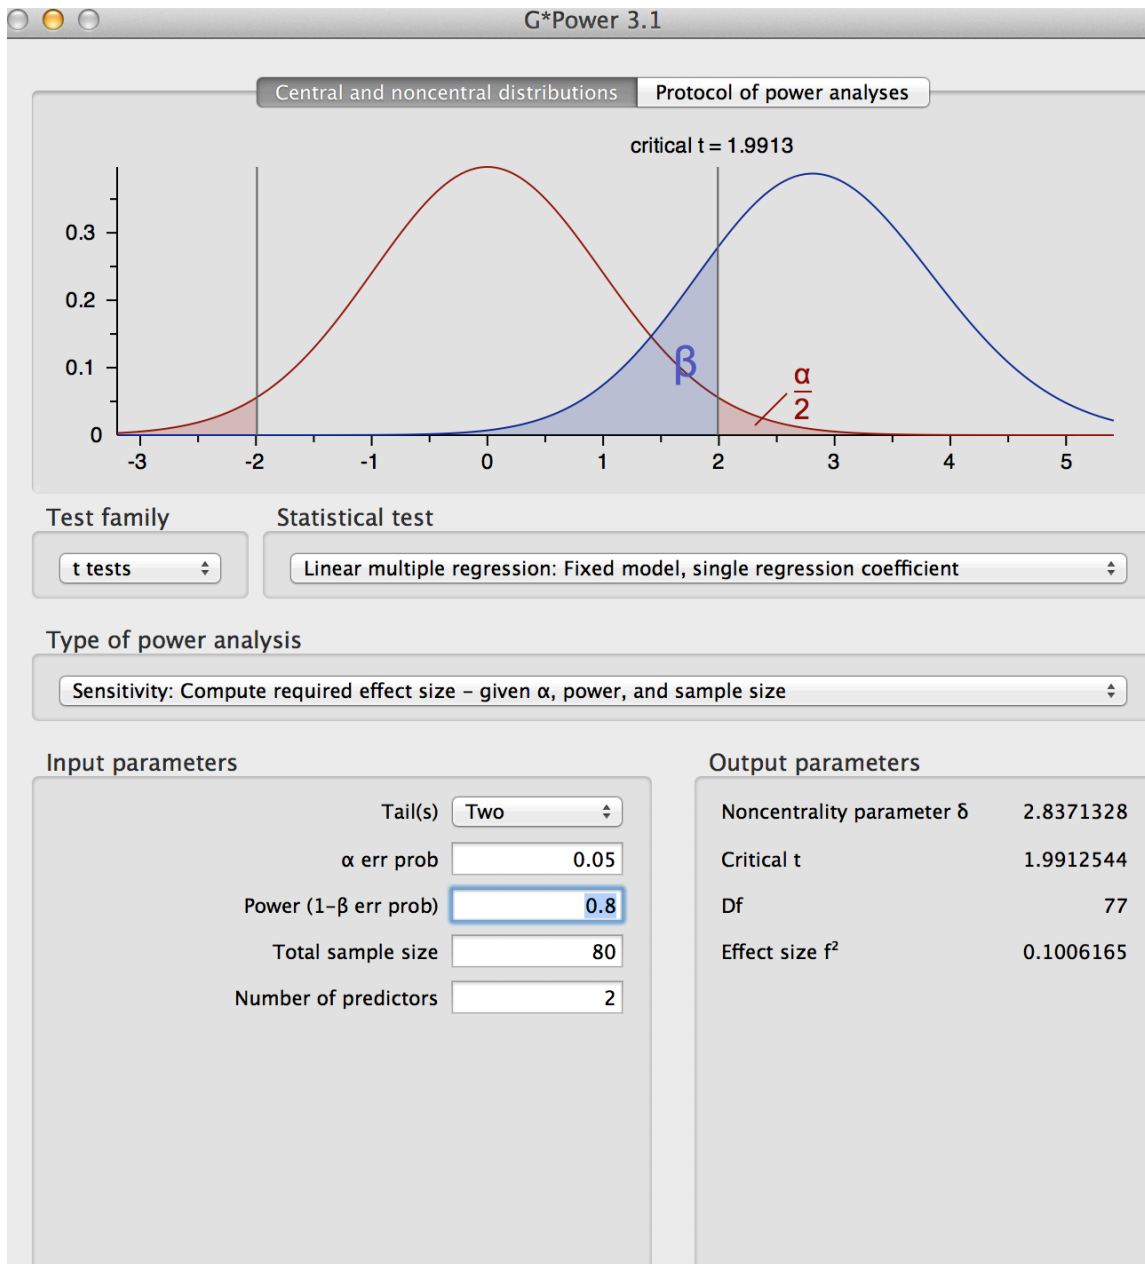 G*Power 3.1
Central and noncentral distributions Protocol of power analyses
critical t = 1.9913
0.3
0.2
0.1
0
β
α
2
-3 -2 -1 0 1 2 3 4 5
Test family Statistical test
t tests Linear multiple regression: Fixed model, single regression coefficient
Type of power analysis
Sensitivity: Compute required effect size – given α, power, and sample size
Input parameters Output parameters
Tail(s) Two Noncentrality parameter δ 2.8371328
α err prob 0.05 Critical t 1.9912544
Power (1-β err prob) 0.8 Df 77
Total sample size 80 Effect size f² 0.1006165
Number of predictors 2